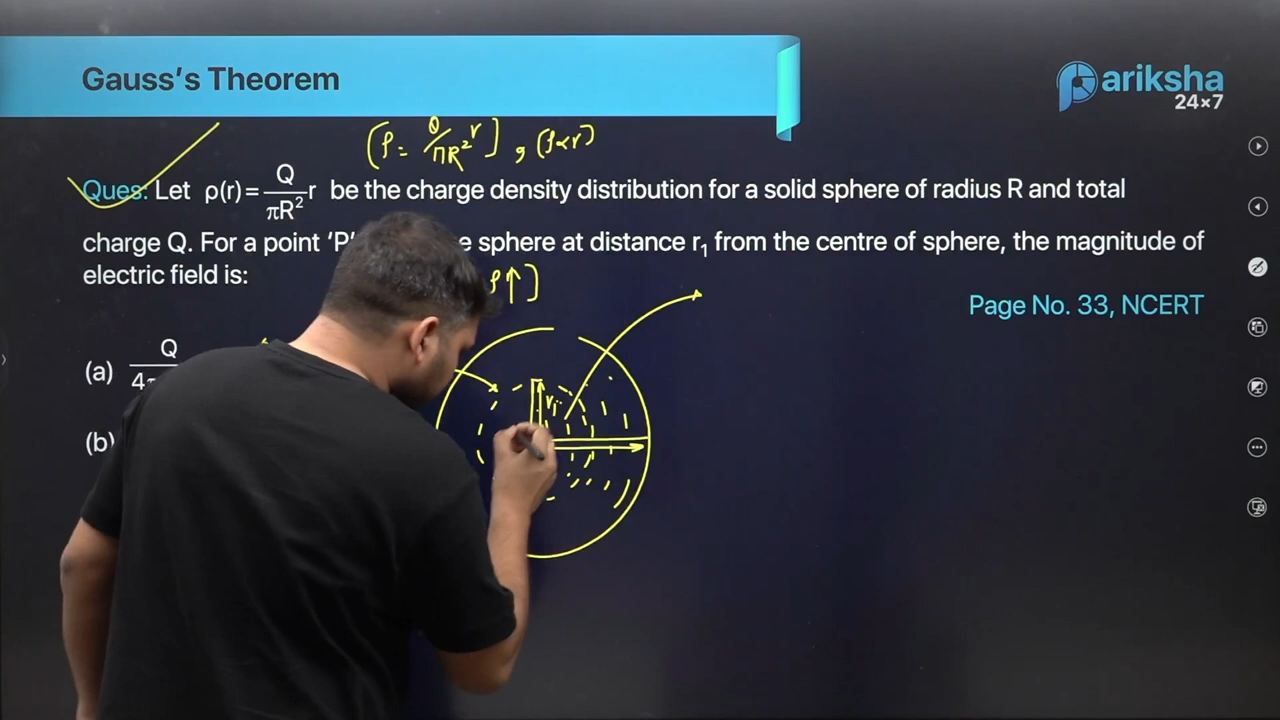 Gauss's Theorem
Pariksha
24×7
(ρ = Q/πR² r], (ρ∝r)
Ques: Let ρ(r)= Q/πR² r be the charge density distribution for a solid sphere of radius R and total
charge Q. For a point 'P' e sphere at distance r₁ from the centre of sphere, the magnitude of
electric field is:
ρ↑]
Page No. 33, NCERT
(a) Q
(b)
r₁